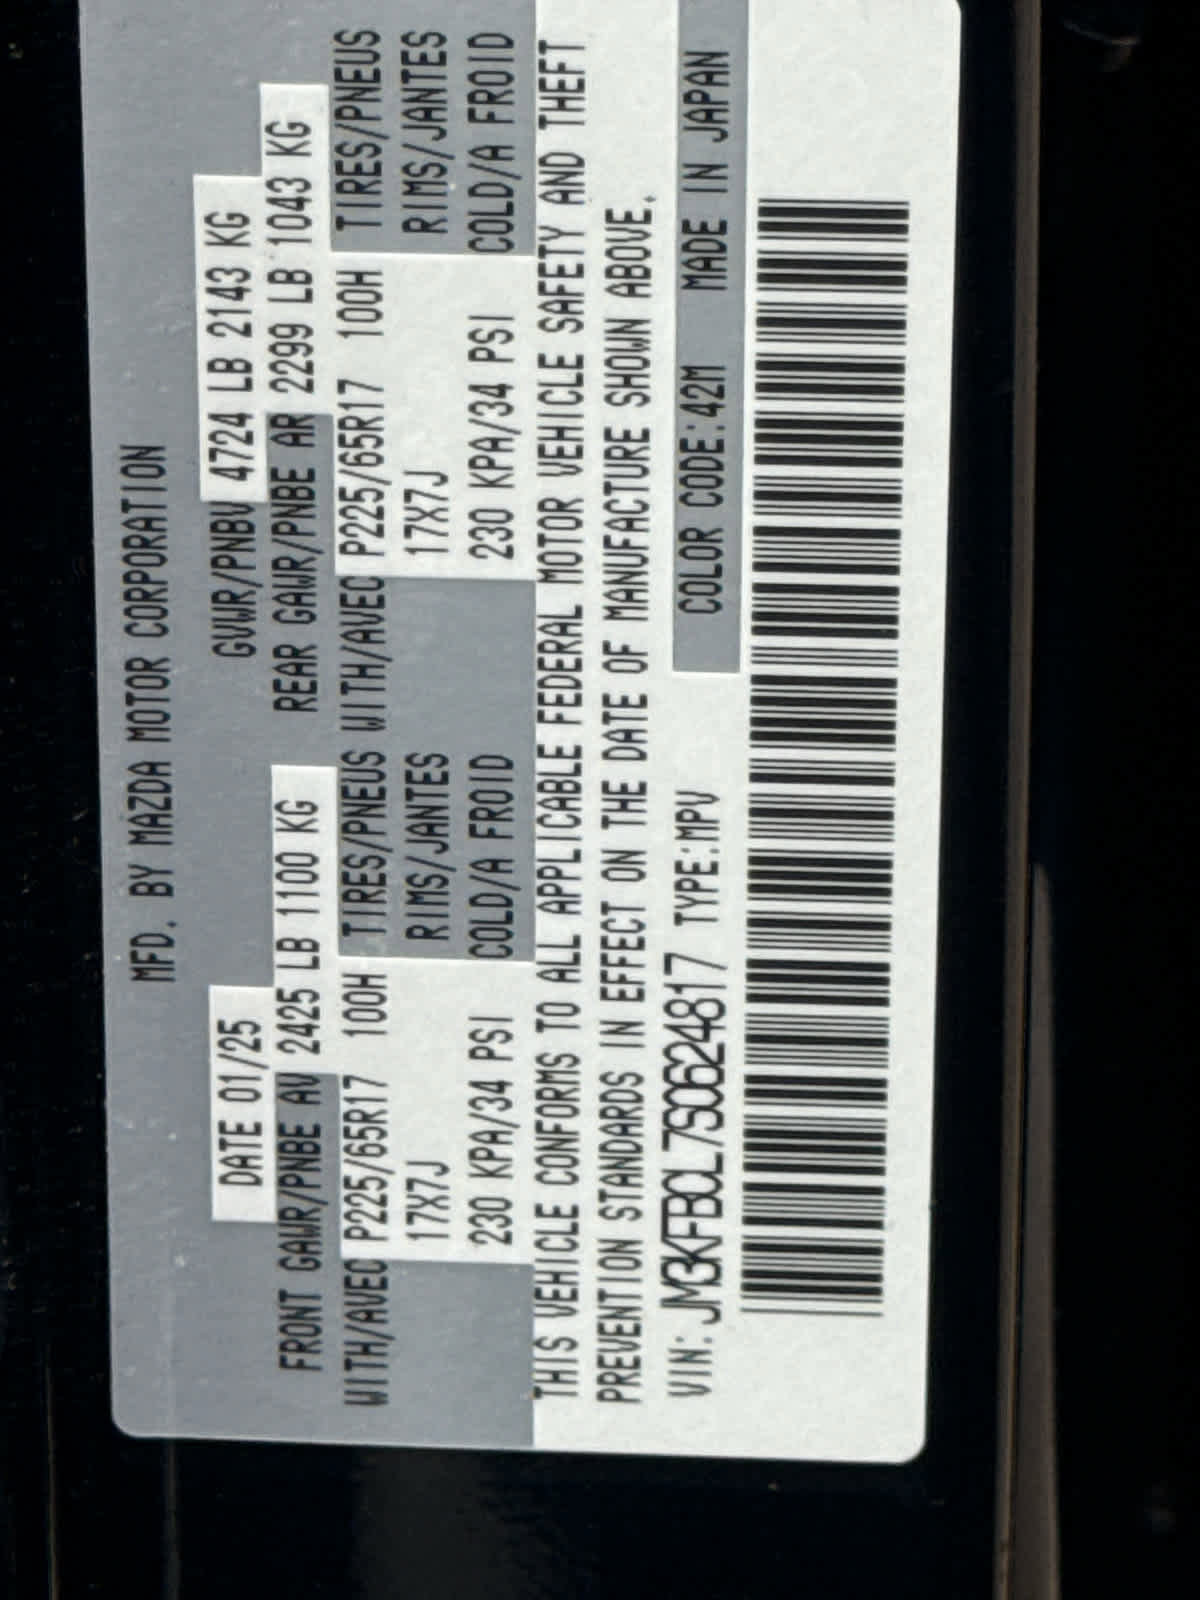 MFD. BY MAZDA MOTOR CORPORATION
DATE 01/25 GVWR/PNBV 4724 LB 2143 KG
FRONT GAWR/PNBE AV 2425 LB 1100 KG REAR GAWR/PNBE AR 2299 LB 1043 KG
WITH/AVEC P225/65R17 100H TIRES/PNEUS WITH/AVEC P225/65R17 100H TIRES/PNEUS
17X7J RIMS/JANTES 17X7J RIMS/JANTES
230 KPA/34 PSI COLD/A FROID 230 KPA/34 PSI COLD/A FROID
THIS VEHICLE CONFORMS TO ALL APPLICABLE FEDERAL MOTOR VEHICLE SAFETY AND THEFT
PREVENTION STANDARDS IN EFFECT ON THE DATE OF MANUFACTURE SHOWN ABOVE.
VIN: JM3KFBCL7S0624817 TYPE:MPV COLOR CODE:42M MADE IN JAPAN